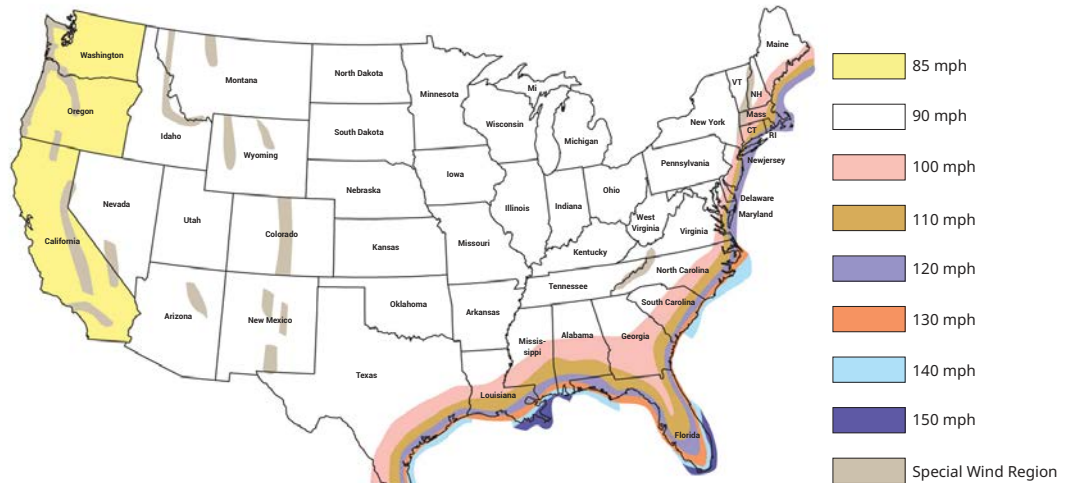 Washington
Montana
North Dakota
Minnesota
Maine
Oregon
Idaho
Wyoming
South Dakota
Wisconsin
Mi
Michigan
New York
VT
NH
Mass
CT
RI
Nevada
Utah
Colorado
Nebraska
Iowa
Illinois
Indiana
Ohio
Pennsylvania
Newjersey
Delaware
Maryland
West
Virginia
Virginia
California
Kansas
Missouri
Kentucky
North Carolina
Tennessee
South Carolina
Arizona
New Mexico
Oklahoma
Arkansas
Missis-
sippi
Alabama
Georgia
Texas
Louisiana
Florida
85 mph
90 mph
100 mph
110 mph
120 mph
130 mph
140 mph
150 mph
Special Wind Region